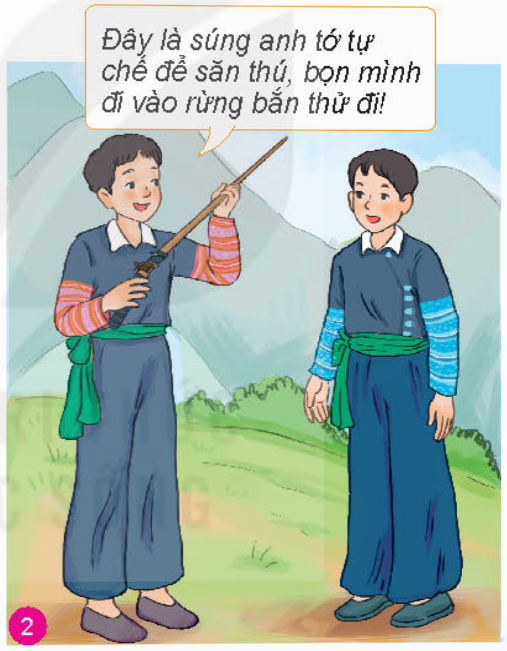 Đây là súng anh tớ tự
chế để săn thú, bọn mình
đi vào rừng bắn thử đi!
2